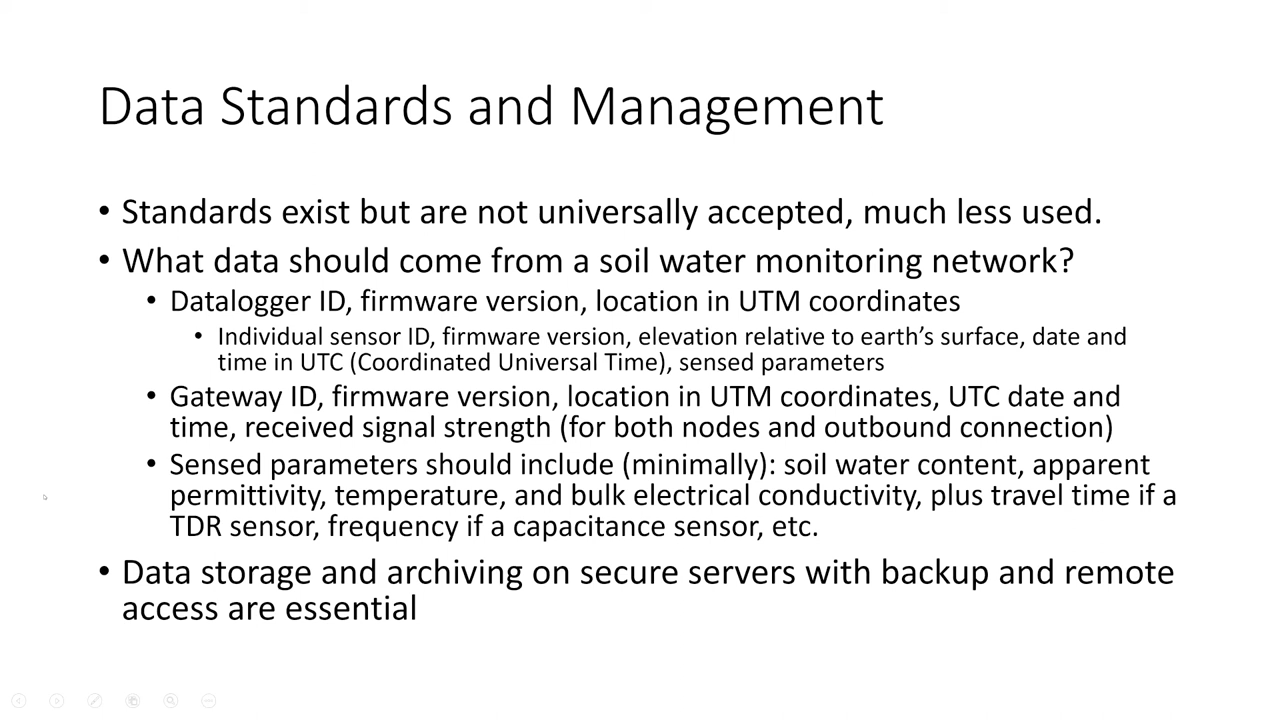 Data Standards and Management
• Standards exist but are not universally accepted, much less used.
• What data should come from a soil water monitoring network?
• Datalogger ID, firmware version, location in UTM coordinates
• Individual sensor ID, firmware version, elevation relative to earth’s surface, date and
time in UTC (Coordinated Universal Time), sensed parameters
• Gateway ID, firmware version, location in UTM coordinates, UTC date and
time, received signal strength (for both nodes and outbound connection)
• Sensed parameters should include (minimally): soil water content, apparent
permittivity, temperature, and bulk electrical conductivity, plus travel time if a
TDR sensor, frequency if a capacitance sensor, etc.
• Data storage and archiving on secure servers with backup and remote
access are essential